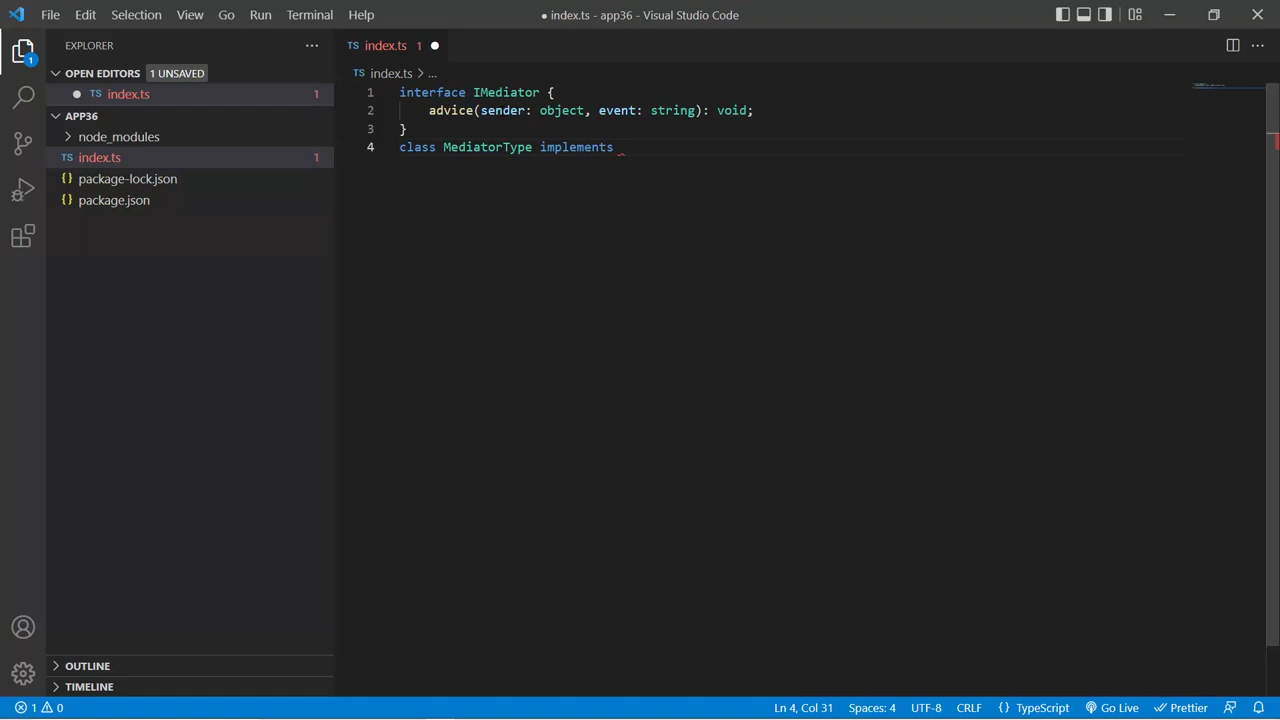 File Edit Selection View Go Run Terminal Help
● index.ts - app36 - Visual Studio Code
EXPLORER
OPEN EDITORS 1 UNSAVED
TS index.ts 1
APP36
node_modules
TS index.ts 1
{} package-lock.json
{} package.json
OUTLINE
TIMELINE
1
TS index.ts 1
TS index.ts > ...
1 interface IMediator {
2 advice(sender: object, event: string): void;
3 }
4 class MediatorType implements
1 0
Ln 4, Col 31 Spaces: 4 UTF-8 CRLF {} TypeScript Go Live Prettier